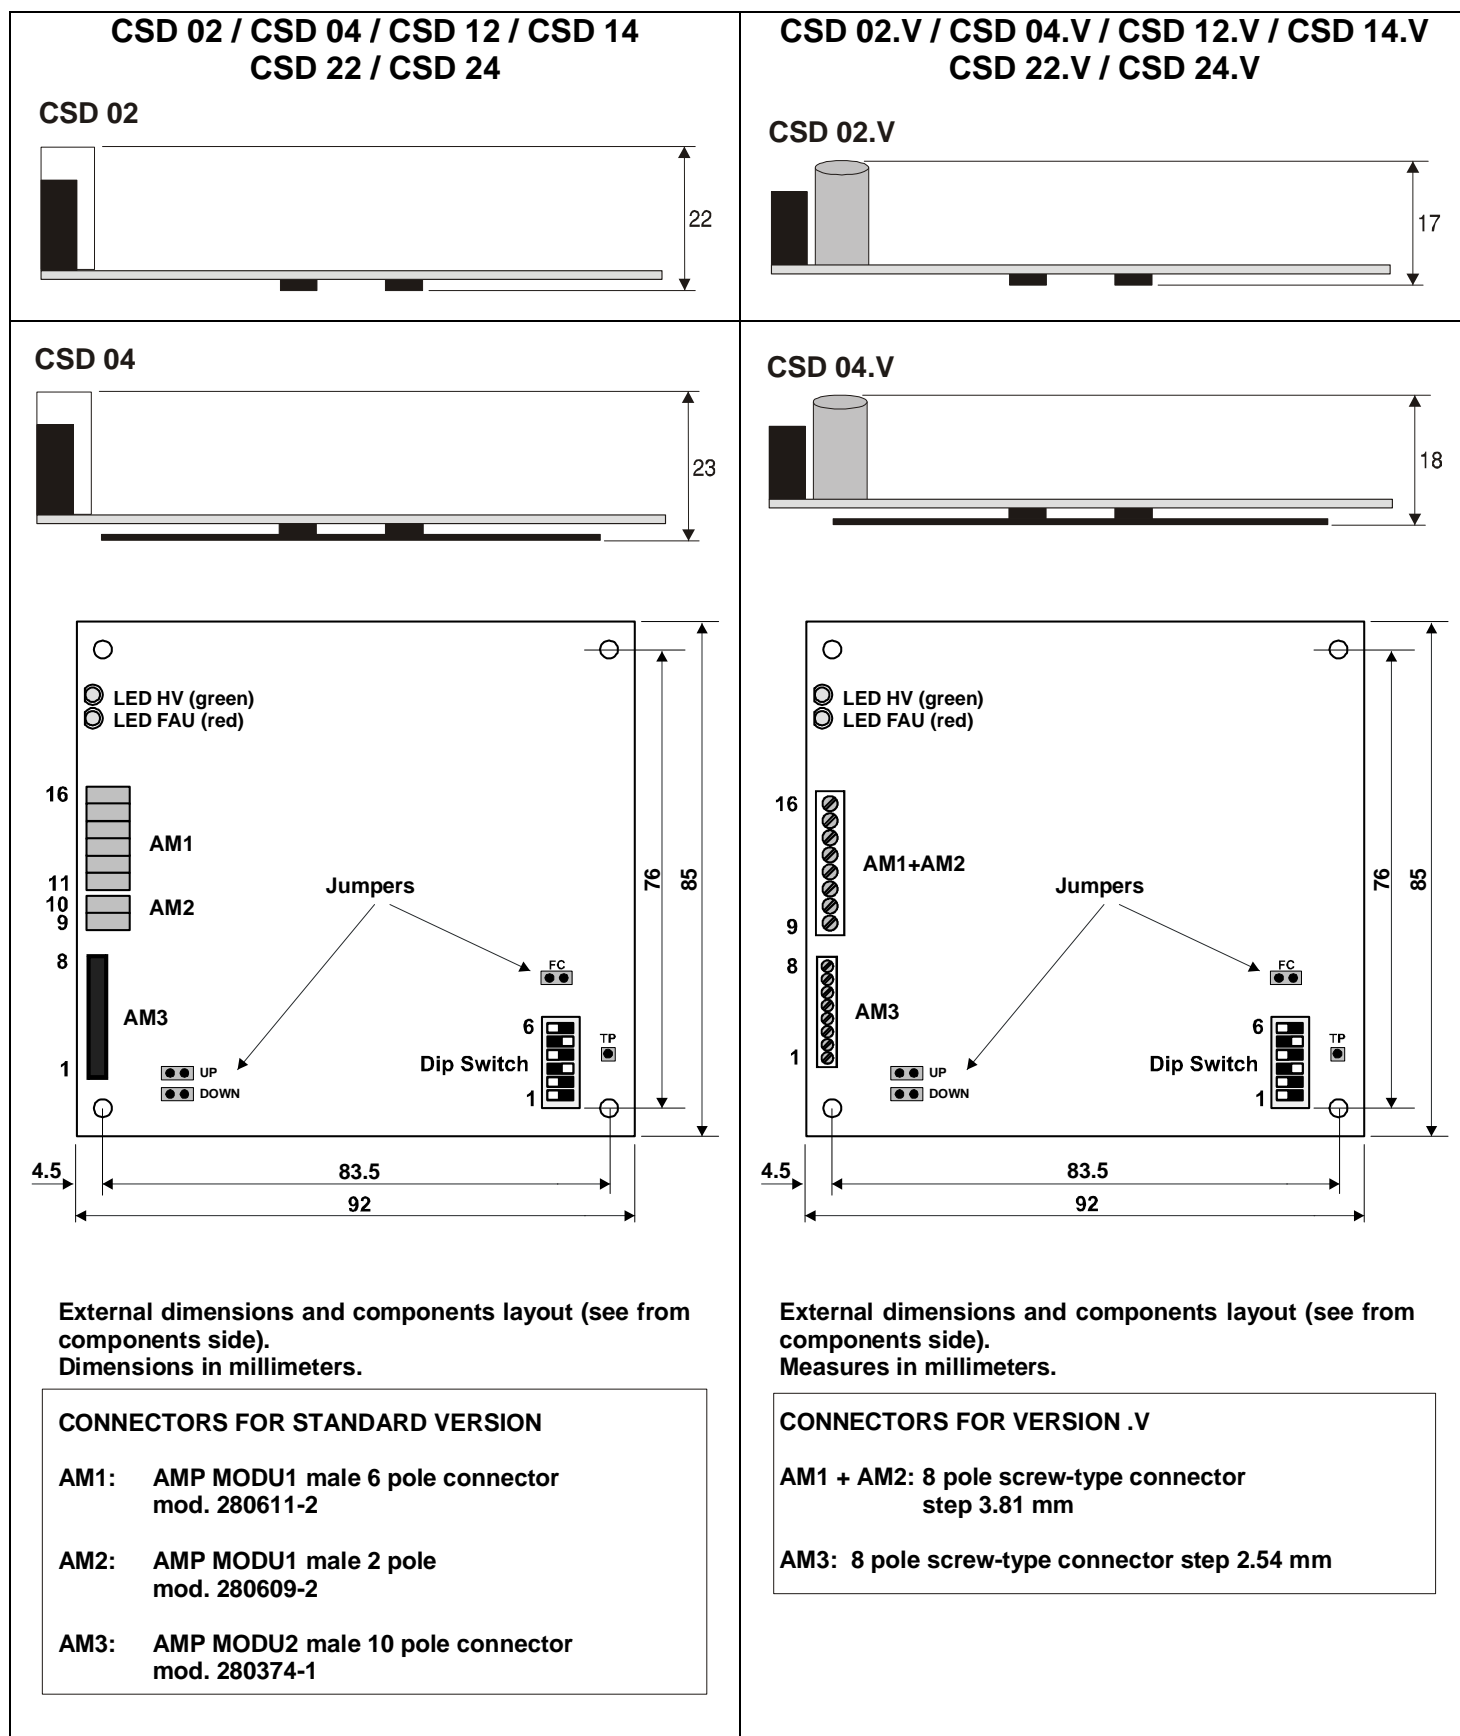 CSD 02 / CSD 04 / CSD 12 / CSD 14
CSD 22 / CSD 24
CSD 02
22
CSD 04
23
LED HV (green)
LED FAU (red)
16
AM1
11
10
AM2
9
Jumpers
8
FC
AM3
6
TP
Dip Switch
1
UP
DOWN
1
76
85
4.5
83.5
92
External dimensions and components layout (see from
components side).
Dimensions in millimeters.
CONNECTORS FOR STANDARD VERSION
AM1: AMP MODU1 male 6 pole connector
mod. 280611-2
AM2: AMP MODU1 male 2 pole
mod. 280609-2
AM3: AMP MODU2 male 10 pole connector
mod. 280374-1
CSD 02.V / CSD 04.V / CSD 12.V / CSD 14.V
CSD 22.V / CSD 24.V
CSD 02.V
17
CSD 04.V
18
LED HV (green)
LED FAU (red)
16
AM1+AM2
9
Jumpers
8
FC
AM3
6
TP
Dip Switch
1
UP
DOWN
1
76
85
4.5
83.5
92
External dimensions and components layout (see from
components side).
Measures in millimeters.
CONNECTORS FOR VERSION .V
AM1 + AM2: 8 pole screw-type connector
step 3.81 mm
AM3: 8 pole screw-type connector step 2.54 mm